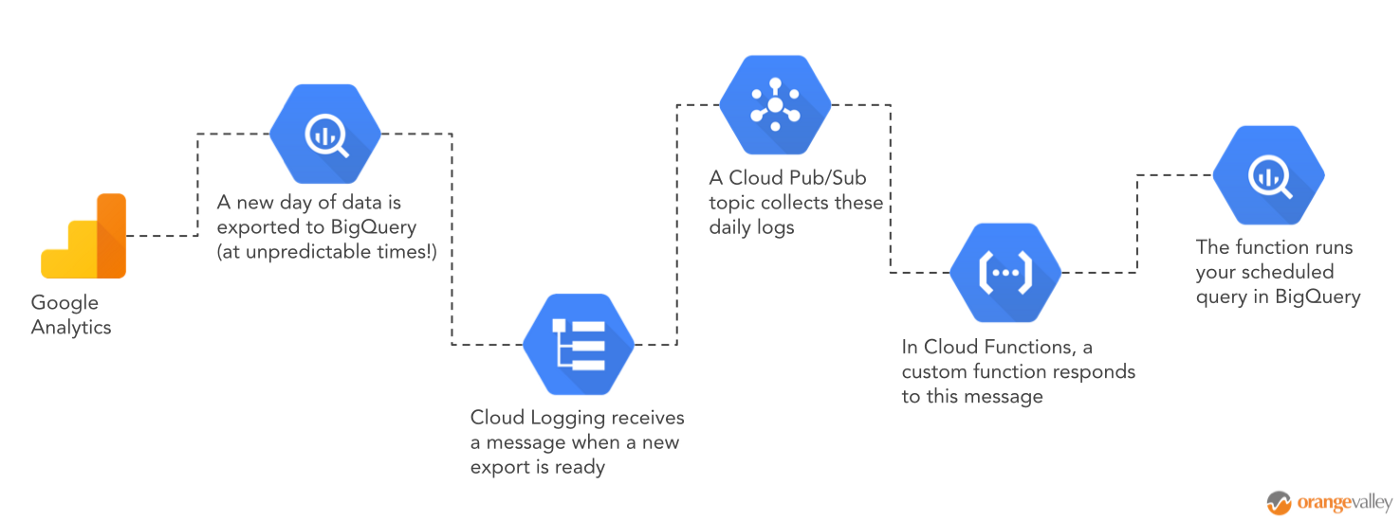 Google
Analytics
A new day of data is
exported to BigQuery
(at unpredictable times!)
Cloud Logging receives
a message when a new
export is ready
A Cloud Pub/Sub
topic collects these
daily logs
In Cloud Functions, a
custom function responds
to this message
The function runs
your scheduled
query in BigQuery
orangevalley